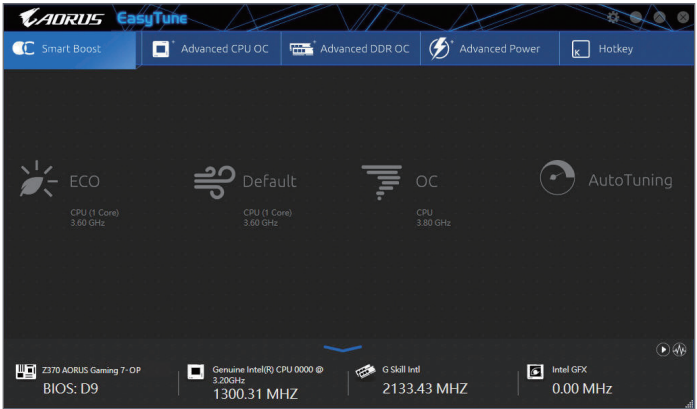 AORUS EasyTune
Smart Boost
Advanced CPU OC
Advanced DDR OC
Advanced Power
K
Hotkey
ECO
CPU (1 Core)
3.60 GHz
Default
CPU (1 Core)
3.60 GHz
OC
CPU
3.80 GHz
AutoTuning
Z370 AORUS Gaming 7-OP
BIOS: D9
Genuine Intel(R) CPU 0000 @
3.20GHz
1300.31 MHZ
G Skill Intl
2133.43 MHZ
Intel GFX
0.00 MHz